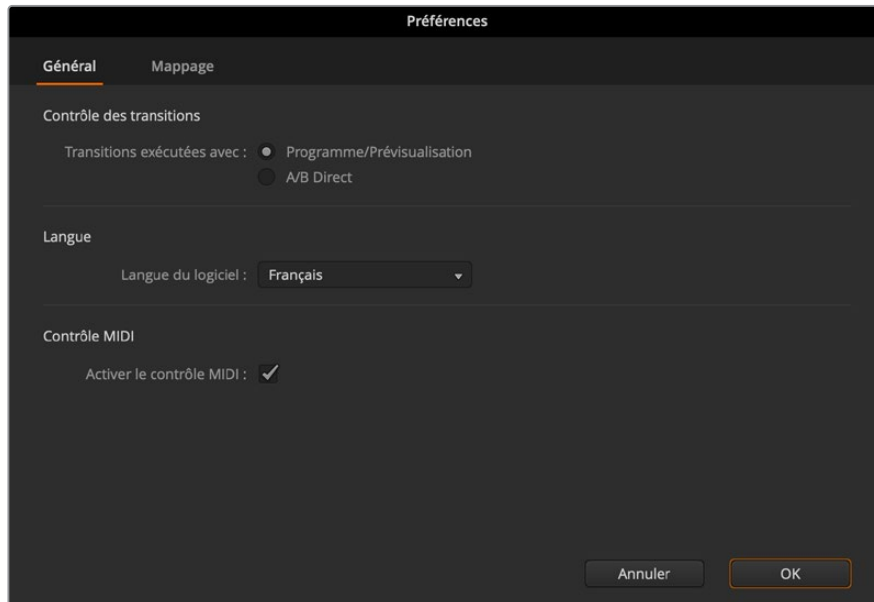 Préférences
Général Mappage
Contrôle des transitions
Transitions exécutées avec : Programme/Prévisualisation
A/B Direct
Langue
Langue du logiciel : Français
Contrôle MIDI
Activer le contrôle MIDI :
Annuler OK